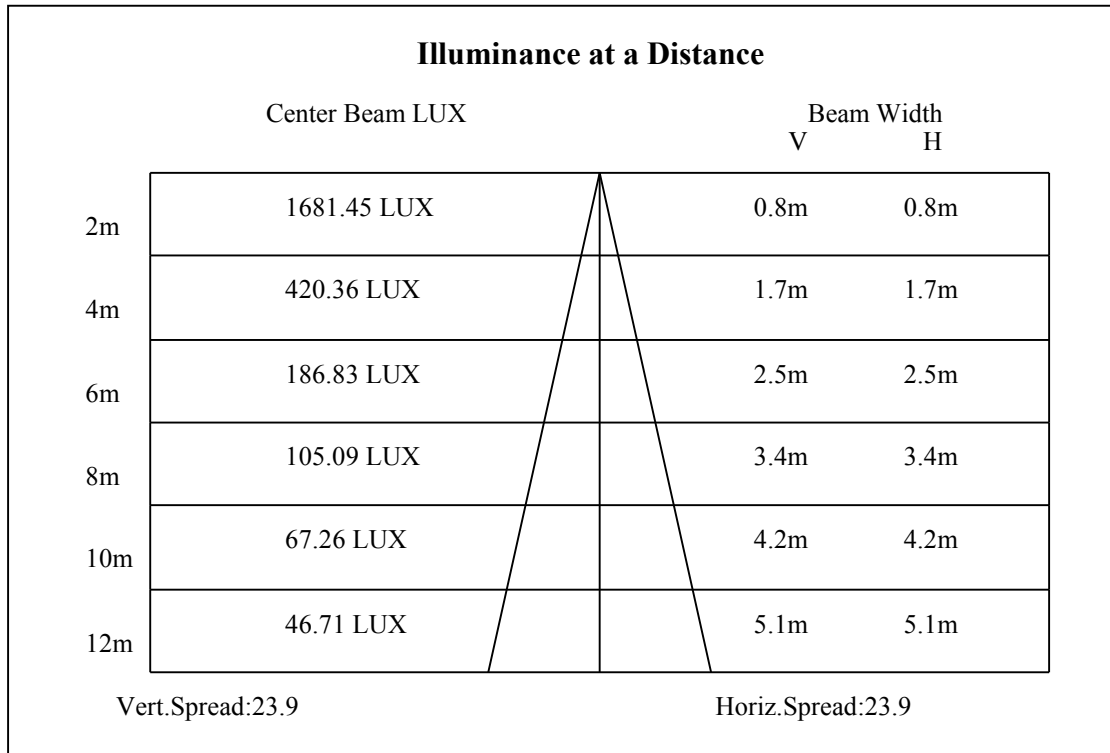 Illuminance at a Distance
Center Beam LUX Beam Width
V H
2m 1681.45 LUX 0.8m 0.8m
4m 420.36 LUX 1.7m 1.7m
6m 186.83 LUX 2.5m 2.5m
8m 105.09 LUX 3.4m 3.4m
10m 67.26 LUX 4.2m 4.2m
12m 46.71 LUX 5.1m 5.1m
Vert.Spread:23.9 Horiz.Spread:23.9